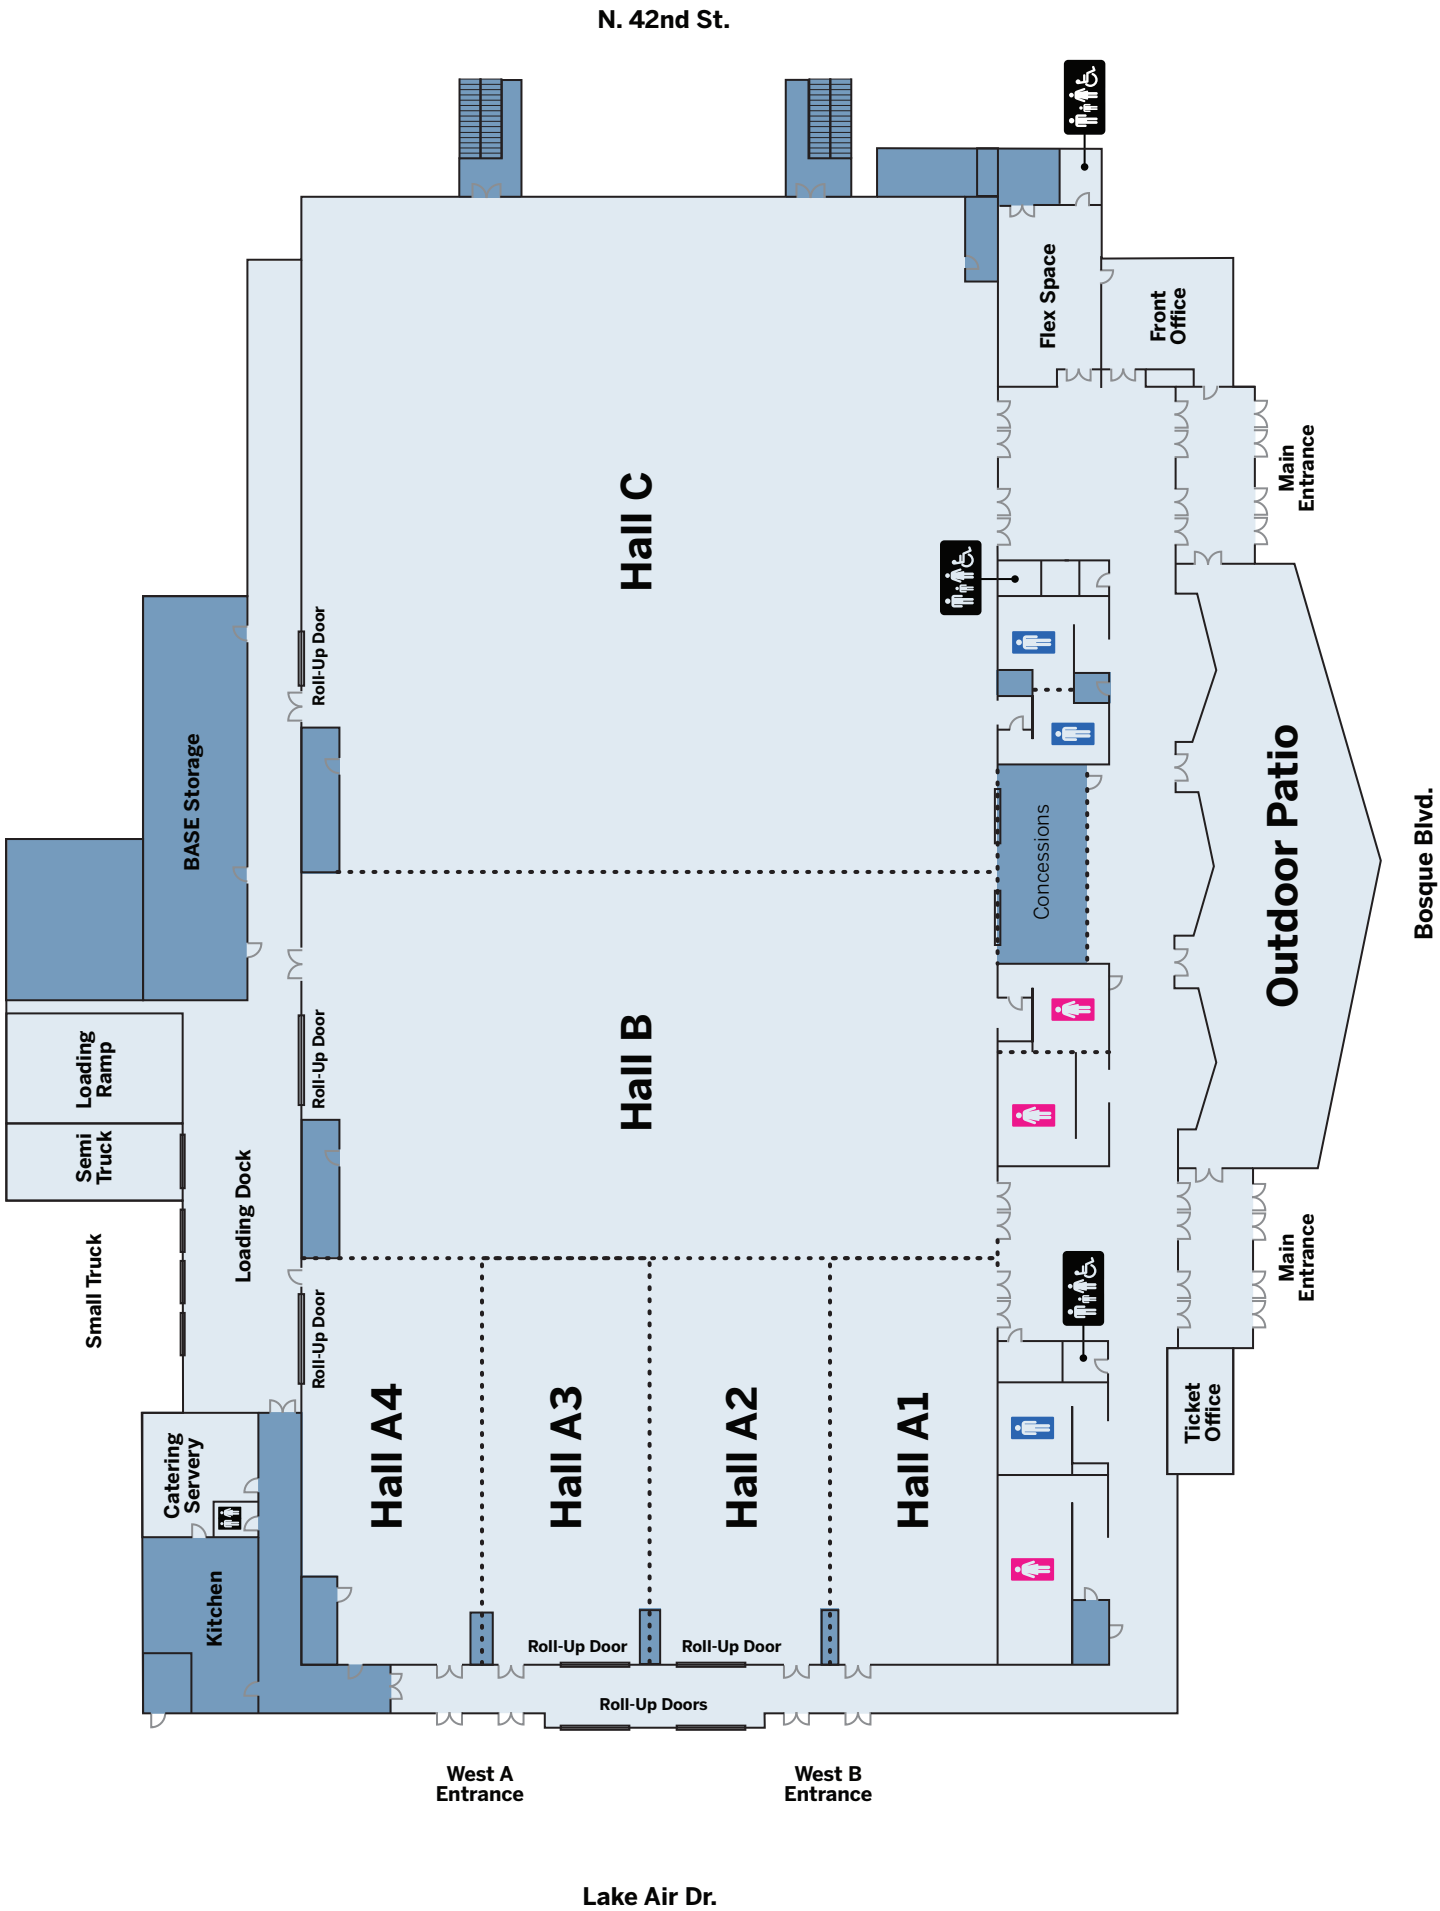 N. 42nd St.
Flex Space
Front
Office
Main
Entrance
Hall C
Roll-Up Door
BASE Storage
Concessions
Outdoor Patio
Bosque Blvd.
Hall B
Roll-Up Door
Loading
Ramp
Semi
Truck
Loading Dock
Small Truck
Roll-Up Door
Main
Entrance
Hall A4
Hall A3
Hall A2
Hall A1
Ticket
Office
Catering
Servery
Kitchen
Roll-Up Door
Roll-Up Door
Roll-Up Doors
West A
Entrance
West B
Entrance
Lake Air Dr.